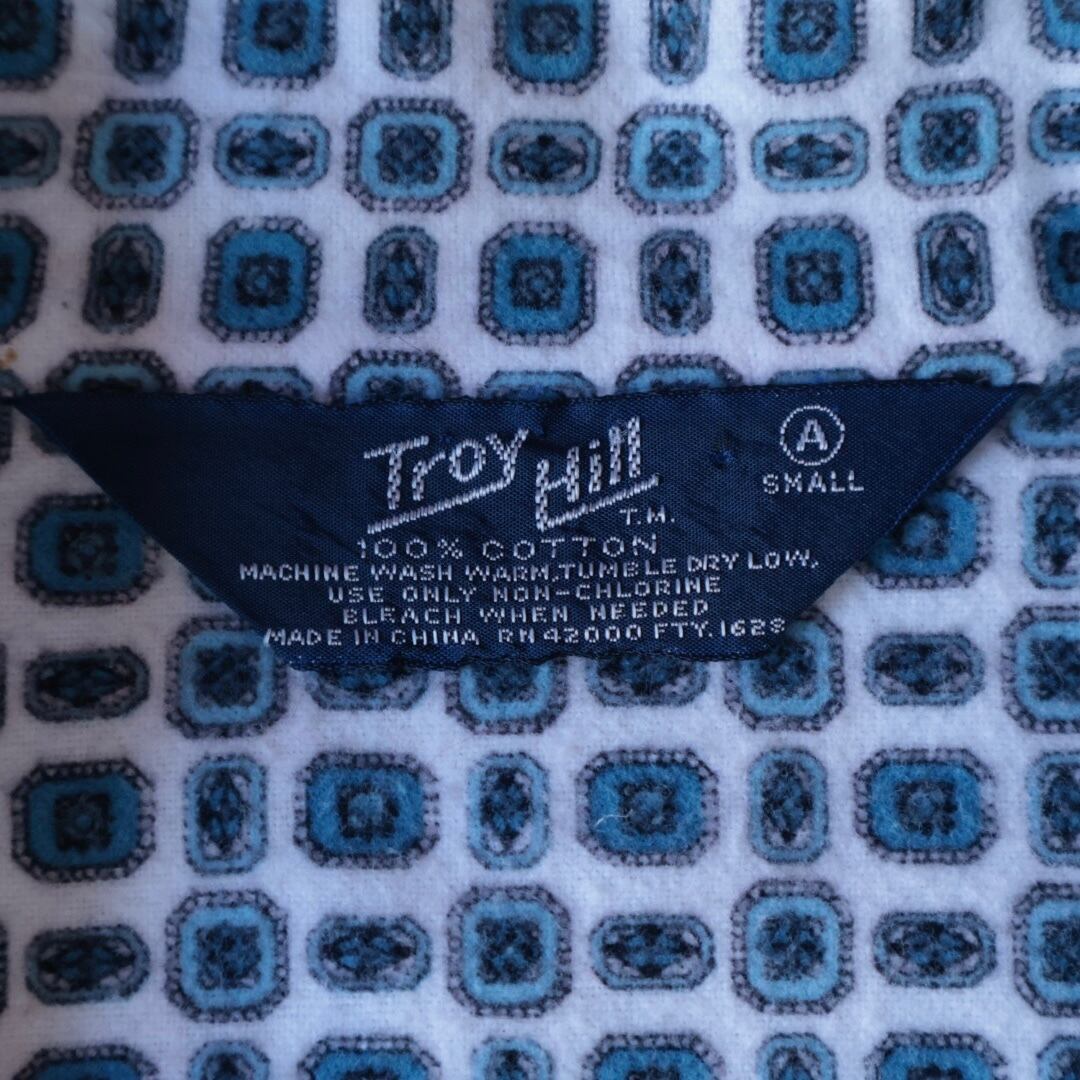 Troy Hill T.M.
A
SMALL
100% COTTON
MACHINE WASH WARM, TUMBLE DRY LOW.
USE ONLY NON-CHLORINE
BLEACH WHEN NEEDED
MADE IN CHINA RN 42000 FTY. 1628